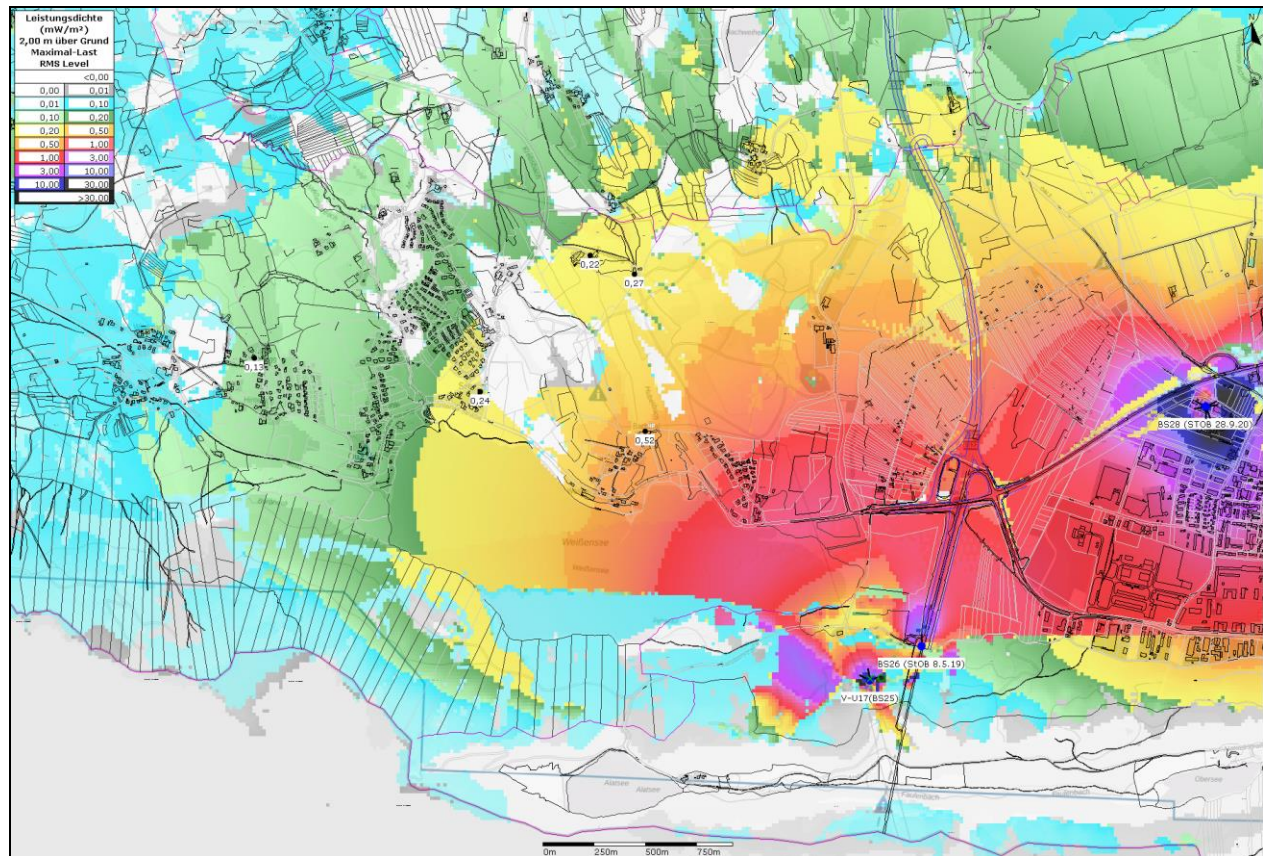 Leistungsdichte
(mW/m²)
2,00 m über Grund
Maximal-Last
RMS Level
<0,00
0,00 0,01
0,01 0,10
0,10 0,20
0,20 0,50
0,50 1,00
1,00 3,00
3,00 10,00
10,00 30,00
>30,00
N
0,22
0,27
0,13
0,24
0,52
BS28 (STOB 28.9.20)
Weißensee
Weißensee
BS26 (StOB 8.5.19)
V-U17(BS25)
Alatsee
Alatsee
Faulenbach
Obersee
0m 250m 500m 750m